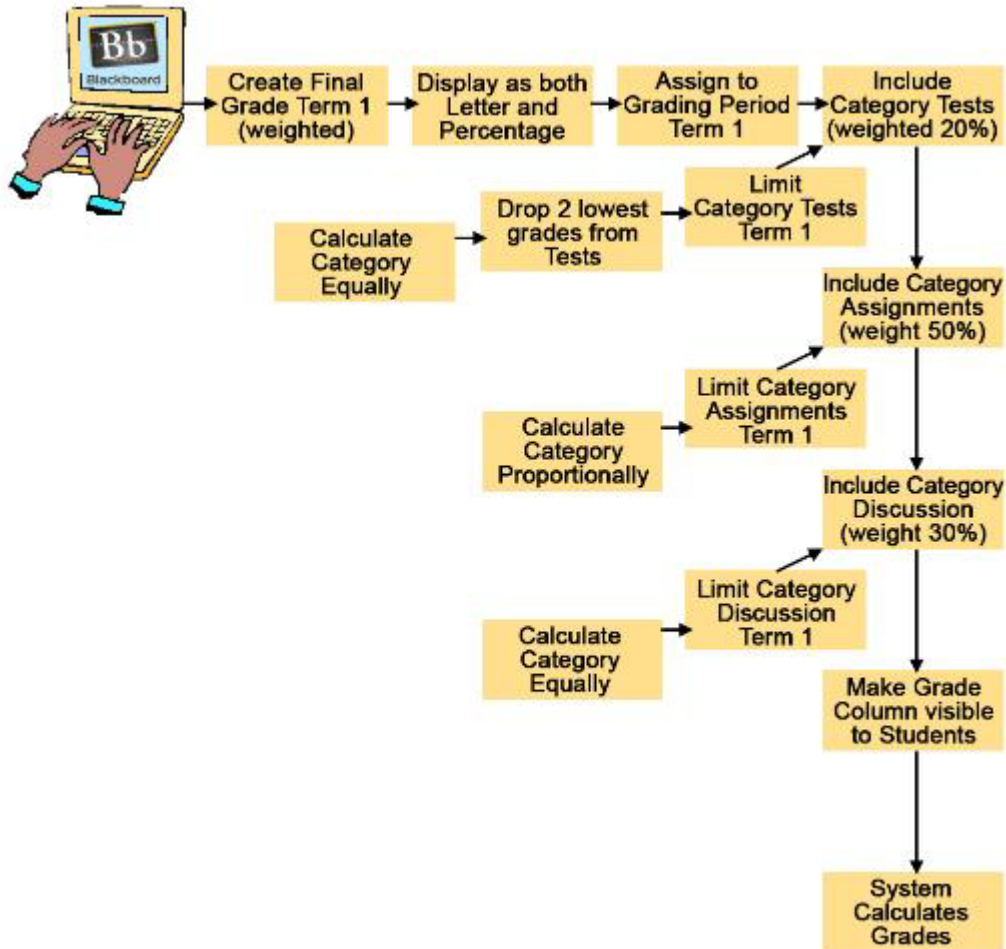 Bb
Blackboard
Create Final
Grade Term 1
(weighted)
Display as both
Letter and
Percentage
Assign to
Grading Period
Term 1
Include
Category Tests
(weighted 20%)
Calculate
Category
Equally
Drop 2 lowest
grades from
Tests
Limit
Category Tests
Term 1
Include Category
Assignments
(weight 50%)
Calculate
Category
Proportionally
Limit Category
Assignments
Term 1
Include Category
Discussion
(weight 30%)
Calculate
Category
Equally
Limit Category
Discussion
Term 1
Make Grade
Column visible
to Students
System
Calculates
Grades